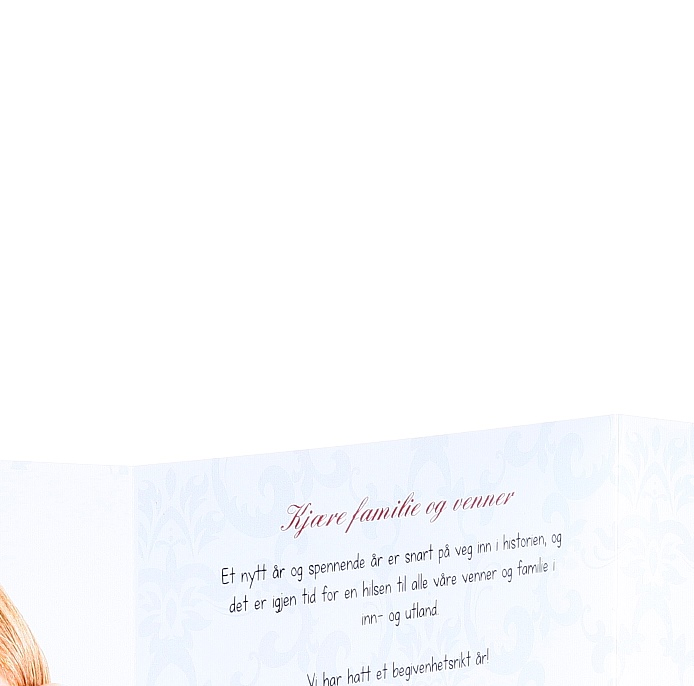 Kjære familie og venner
Et nytt år og spennende år er snart på veg inn i historien, og
det er igjen tid for en hilsen til alle våre venner og familie i
inn- og utland.
Vi har hatt et begivenhetsrikt år!